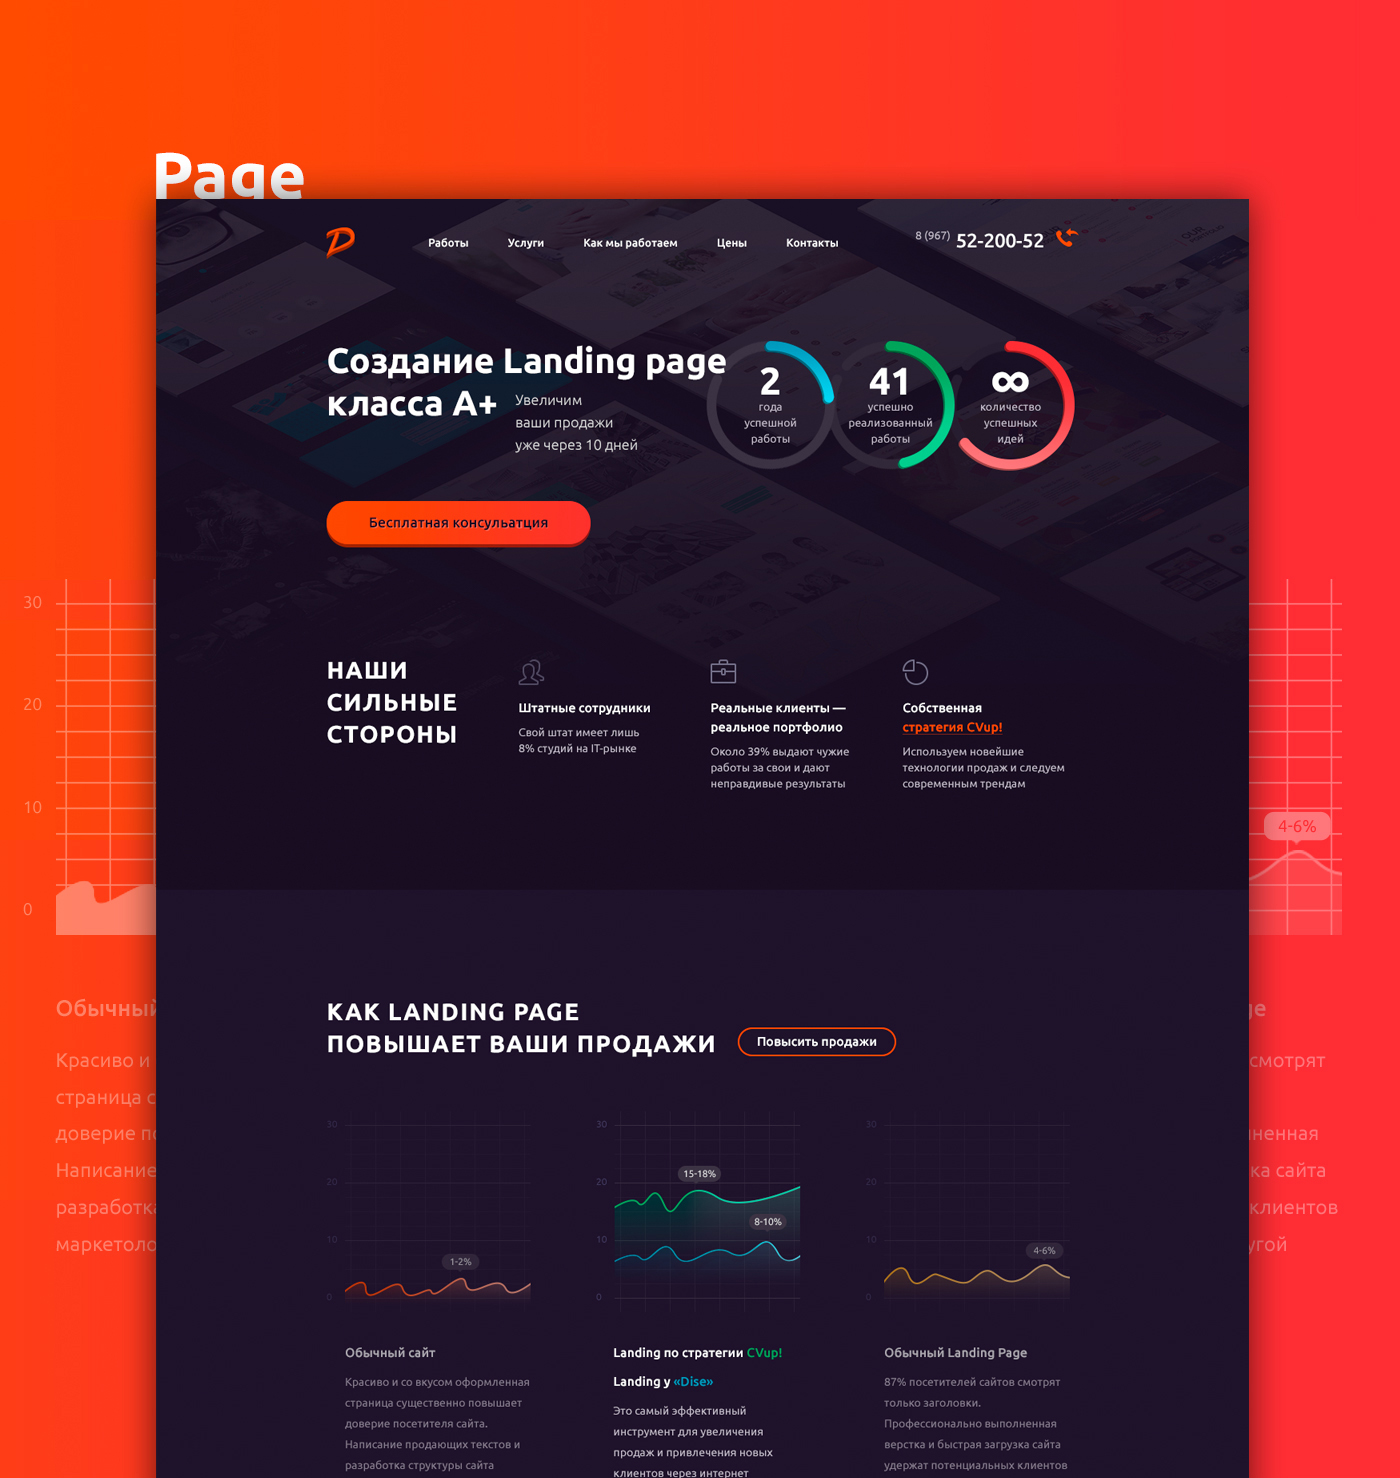 Page
Работы
Услуги
Как мы работаем
Цены
Контакты
8 (967) 52-200-52
Создание Landing page
класса А+
Увеличим
ваши продажи
уже через 10 дней
2
года
успешной
работы
41
успешно
реализованный
работы
∞
количество
успешных
идей
Бесплатная консульатция
НАШИ
СИЛЬНЫЕ
СТОРОНЫ
Штатные сотрудники
Свой штат имеет лишь
8% студий на IT-рынке
Реальные клиенты —
реальное портфолио
Около 39% выдают чужие
работы за свои и дают
неправдивые результаты
Собственная
стратегия CVup!
Используем новейшие
технологии продаж и следуем
современным трендам
30
20
10
0
4-6%
КАК LANDING PAGE
ПОВЫШАЕТ ВАШИ ПРОДАЖИ
Повысить продажи
30
20
10
0
1-2%
30
20
10
0
15-18%
8-10%
30
20
10
0
4-6%
Обычный сайт
Красиво и со вкусом оформленная
страница существенно повышает
доверие посетителя сайта.
Написание продающих текстов и
разработка структуры сайта
Landing по стратегии CVup!
Landing у «Dise»
Это самый эффективный
инструмент для увеличения
продаж и привлечения новых
клиентов через интернет
Обычный Landing Page
87% посетителей сайтов смотрят
только заголовки.
Профессионально выполненная
верстка и быстрая загрузка сайта
удержат потенциальных клиентов
Обычный
Красиво и
страница с
доверие по
Написание
разработка
маркетоло
ge
смотрят
ненная
ка сайта
клиентов
угой